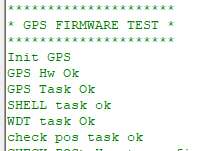 *********************
* GPS FIRMWARE TEST *
*********************
Init GPS
GPS Hw Ok
GPS Task Ok
SHELL task ok
WDT task Ok
check pos task ok